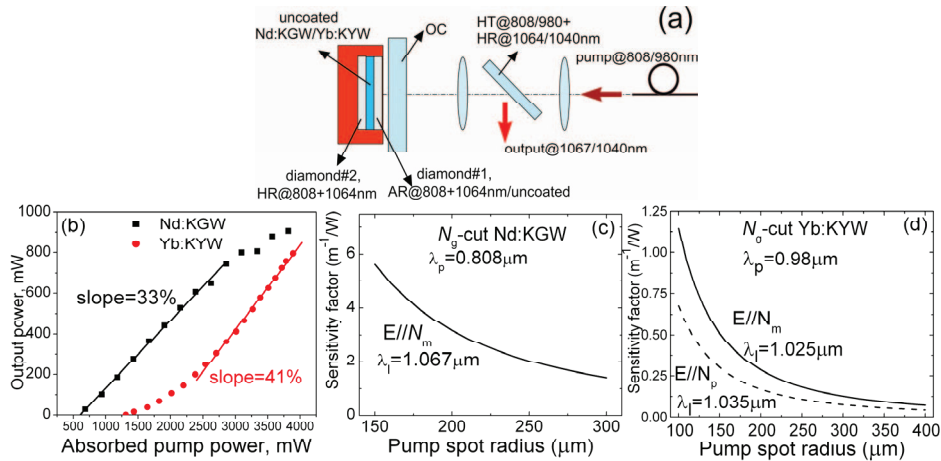 (a)
uncoated
Nd:KGW/Yb:KYW
OC
HT@808/980+
HR@1064/1040nm
pump@808/980nm
output@1067/1040nm
diamond#2,
HR@808+1064nm
diamond#1,
AR@808+1064nm/uncoated
(b)
Nd:KGW
Yb:KYW
slope=33%
slope=41%
Output power, mW
1000
800
600
400
200
0
500 1000 1500 2000 2500 3000 3500 4000
Absorbed pump power, mW
(c)
Ng-cut Nd:KGW
λp=0.808μm
E//Nm
λl=1.067μm
Sensitivity factor (m⁻¹/W)
7
6
4
2
0
150 200 250 300
Pump spot radius (μm)
(d)
Ng-cut Yb:KYW
λp=0.98μm
E//Nm
λl=1.025μm
E//Np
λl=1.035μm
Sensitivity factor (m⁻¹/W)
1.25
1.00
0.75
0.50
0.25
0.00
100 150 200 250 300 350 400
Pump spot radius (μm)